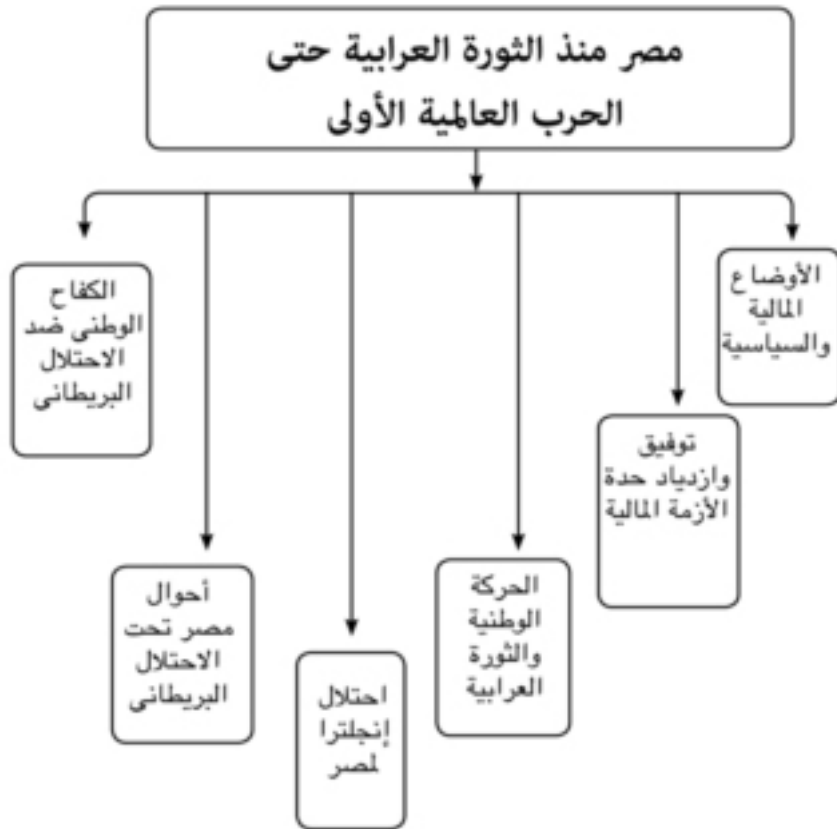 مصر منذ الثورة العرابية حتى
الحرب العالمية الأولى
الأوضاع
المالية
والسياسية
توفيق
وازدياد حدة
الأزمة المالية
الحركة
الوطنية
والثورة
العرابية
احتلال
إنجلترا
لمصر
أحوال
مصر تحت
الاحتلال
البريطانى
الكفاح
الوطنى ضد
الاحتلال
البريطانى